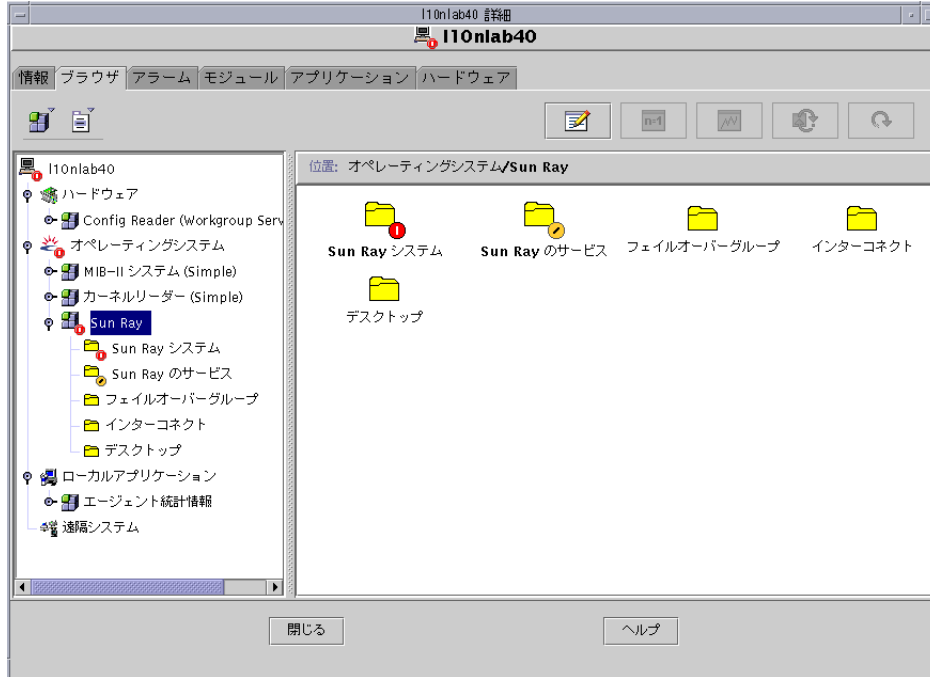 l10nlab40 詳細
l10nlab40
情報 ブラウザ アラーム モジュール アプリケーション ハードウェア
n=1
l10nlab40
ハードウェア
Config Reader (Workgroup Serv
オペレーティングシステム
MIB-II システム (Simple)
カーネルリーダー (Simple)
Sun Ray
Sun Ray システム
Sun Ray のサービス
フェイルオーバーグループ
インターコネクト
デスクトップ
ローカルアプリケーション
エージェント統計情報
遠隔システム
位置: オペレーティングシステム/Sun Ray
Sun Ray システム Sun Ray のサービス フェイルオーバーグループ インターコネクト
デスクトップ
閉じる ヘルプ